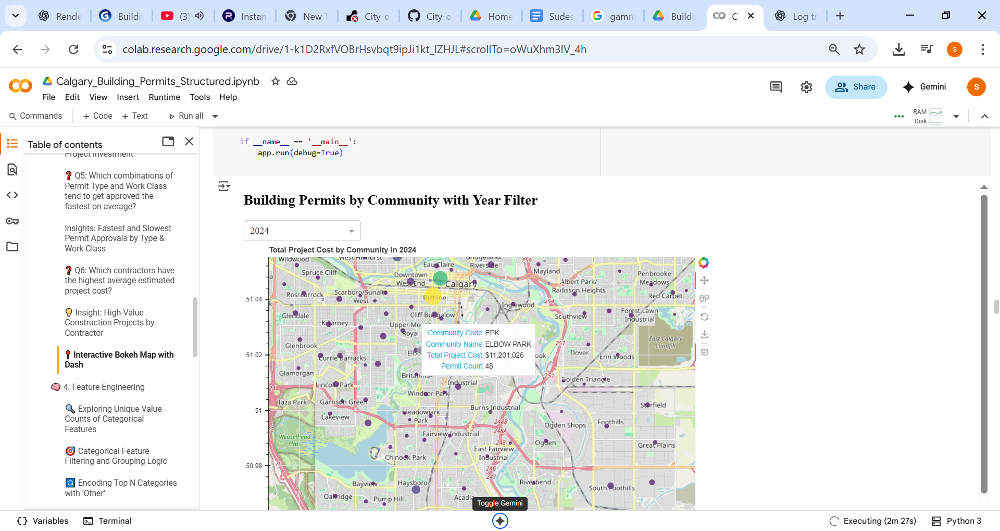 Rende
Buildi
(3)
Instan
New T
City-o
City-o
Home
Sudes
gamm
Buildi
C
Log tr
colab.research.google.com/drive/1-k1D2RxfVOBrHsvbqt9ipJi1kt_lZHJL#scrollTo=oWuXhm3lV_4h
S
Calgary_Building_Permits_Structured.ipynb
File Edit View Insert Runtime Tools Help
Share
Gemini
S
Commands
+ Code + Text
Run all
RAM
Disk
Table of contents
Project Investment
❓ Q5: Which combinations of
Permit Type and Work Class
tend to get approved the
fastest on average?
Insights: Fastest and Slowest
Permit Approvals by Type &
Work Class
❓ Q6: Which contractors have
the highest average estimated
project cost?
💡 Insight: High-Value
Construction Projects by
Contractor
📍 Interactive Bokeh Map with
Dash
🧠 4. Feature Engineering
🔍 Exploring Unique Value
Counts of Categorical
Features
🎯 Categorical Feature
Filtering and Grouping Logic
🔄 Encoding Top N Categories
with 'Other'
if __name__ == '__main__':
app.run(debug=True)
Building Permits by Community with Year Filter
2024
Total Project Cost by Community in 2024
51.04
51.02
51
50.98
Wildwood
West Hillhurst
Eau Claire
Bridgeland/
Riverside
256
Mayland
Spruce Cliff
Downtown
West End
Calgary
Albert Park/
Radisson Heights
Penbrooke
Meadows
Rosscarrock
Scarboro/Sunalta
West
Beltline
Inglewood
254
Red Carpet
Glendale
Killarney
Cliff Bungalow
Upper Mo
Royal
Southview
Forest Lawn
Industrial
Glenbrook
Currie Barracks
251
Dover
Erin Woods
East Calgary
Landfill
Community Code: EPK
Community Name: ELBOW PARK
Total Project Cost: $11,201,026
Permit Count: 48
Elbo
ook
Glamorgan
Britannia
Manchester
Industrial
251
Golden Triangle
24
Lincoln Park
Windsor Park
Taza Park
Garrison Green
Burns Industrial
Starfield
Lakeview
Meadowlark
Park
248B
248A
248
Ogden Shops
Foothills
22
Weaselhead
Flats
Fairview Industrial
Ogden
Great Plains
East Fairview
Industrial
Chinook Park
20
246
247
Bayview
Haysboro
Riverbend
South Foothills
20
Oakridge
Pump Hill
Acadia
Toggle Gemini
Variables
Terminal
Executing (2m 27s)
Python 3